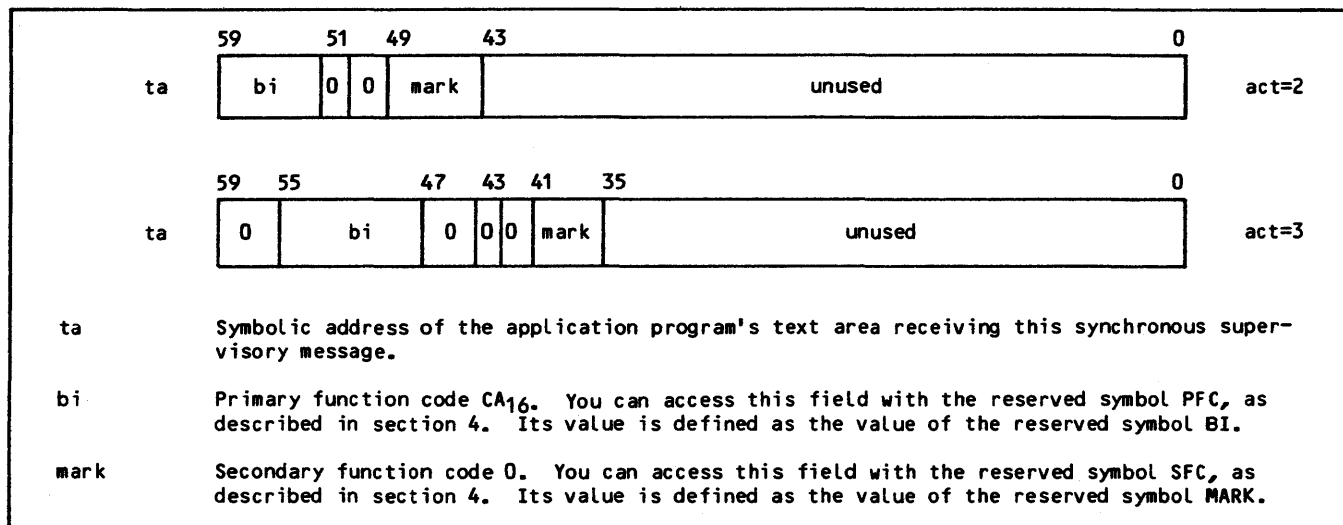 59 51 49 43 0
ta bi 0 0 mark unused act=2
59 55 47 43 41 35 0
ta 0 bi 0 0 0 mark unused act=3
ta Symbolic address of the application program's text area receiving this synchronous super-
visory message.
bi Primary function code CA16. You can access this field with the reserved symbol PFC, as
described in section 4. Its value is defined as the value of the reserved symbol BI.
mark Secondary function code 0. You can access this field with the reserved symbol SFC, as
described in section 4. Its value is defined as the value of the reserved symbol MARK.